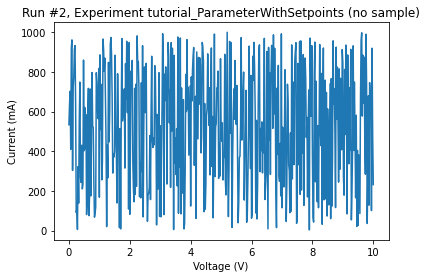 Run #2, Experiment tutorial_ParameterWithSetpoints (no sample)
1000
800
600
400
200
0
Current (mA)
0 2 4 6 8 10
Voltage (V)